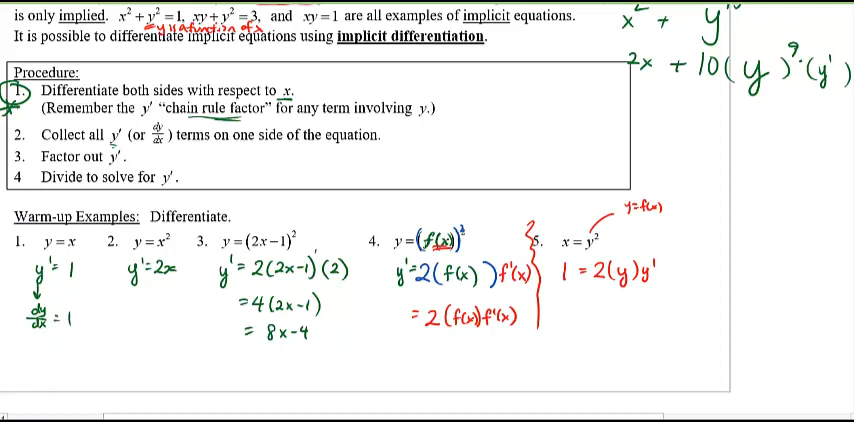 is only implied. x² + y² = 1, xy + y² = 3, and xy = 1 are all examples of implicit equations.
= y is a function of x
It is possible to differentiate implicit equations using implicit differentiation.
x² + y¹⁰
2x + 10(y)⁹·(y')
Procedure:
1. Differentiate both sides with respect to x.
(Remember the y' “chain rule factor” for any term involving y.)
2. Collect all y' (or dy/dx) terms on one side of the equation.
3. Factor out y'.
4 Divide to solve for y'.
Warm-up Examples: Differentiate.
y=f(x)
1. y = x 2. y = x² 3. y = (2x−1)² 4. y = (f(x))² 5. x = y²
y' = 1 y' = 2x y' = 2(2x−1)'(2) y' = 2(f(x))f'(x) 1 = 2(y)y'
dy/dx = 1 = 4(2x−1) = 2(f(x))f'(x)
= 8x−4